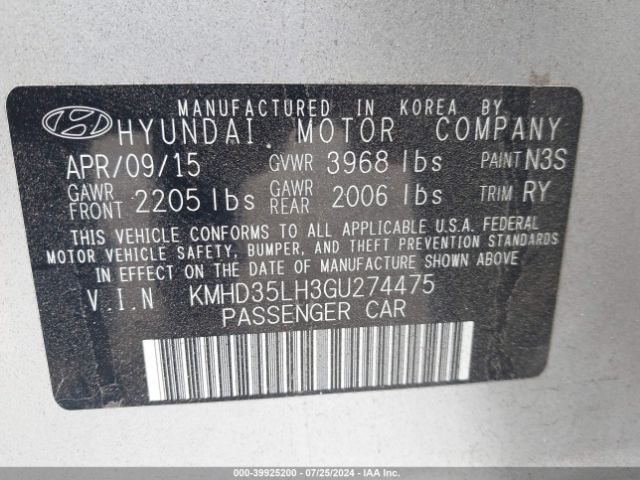 MANUFACTURED IN KOREA BY
HYUNDAI MOTOR COMPANY
APR/09/15 GVWR 3968 lbs PAINT N3S
GAWR FRONT 2205 lbs GAWR REAR 2006 lbs TRIM RY
THIS VEHICLE CONFORMS TO ALL APPLICABLE U.S.A. FEDERAL
MOTOR VEHICLE SAFETY, BUMPER, AND THEFT PREVENTION STANDARDS
IN EFFECT ON THE DATE OF MANUFACTURE SHOWN ABOVE.
V.I.N KMHD35LH3GU274475
PASSENGER CAR
000-39925200 - 07/25/2024 - IAA Inc.